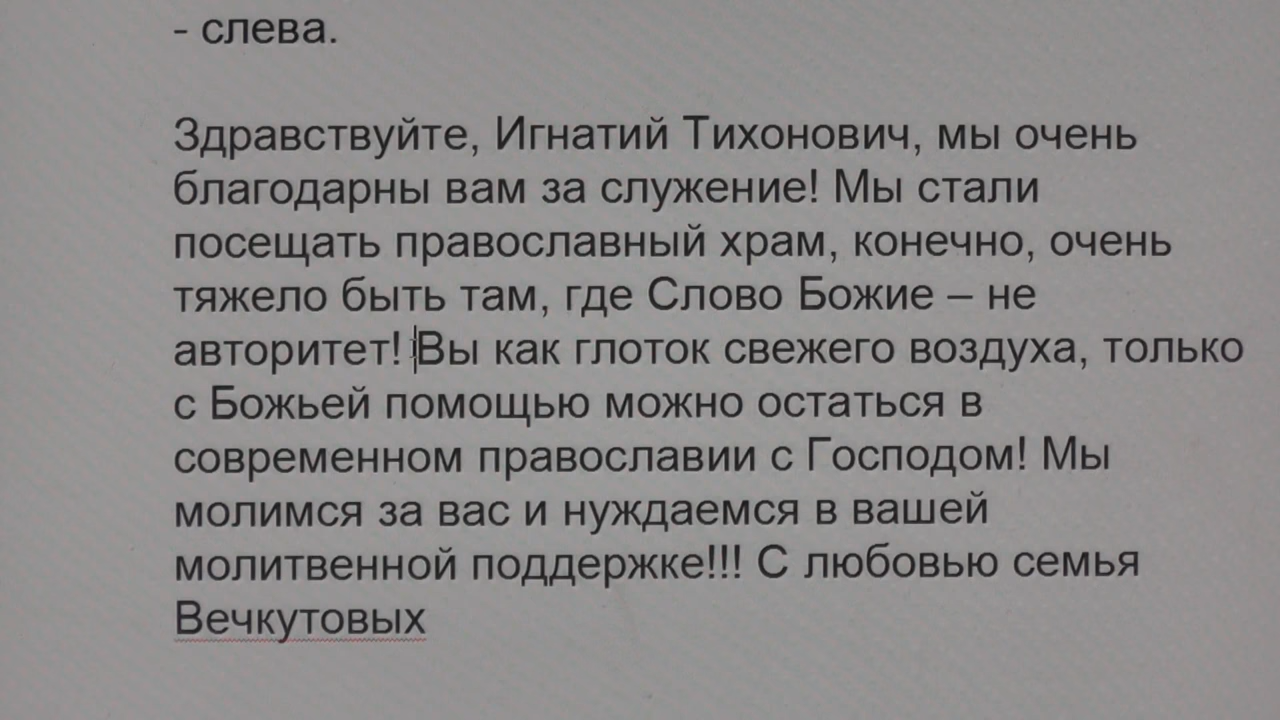 - слева.
Здравствуйте, Игнатий Тихонович, мы очень
благодарны вам за служение! Мы стали
посещать православный храм, конечно, очень
тяжело быть там, где Слово Божие – не
авторитет! Вы как глоток свежего воздуха, только
с Божьей помощью можно остаться в
современном православии с Господом! Мы
молимся за вас и нуждаемся в вашей
молитвенной поддержке!!! С любовью семья
Вечкутовых